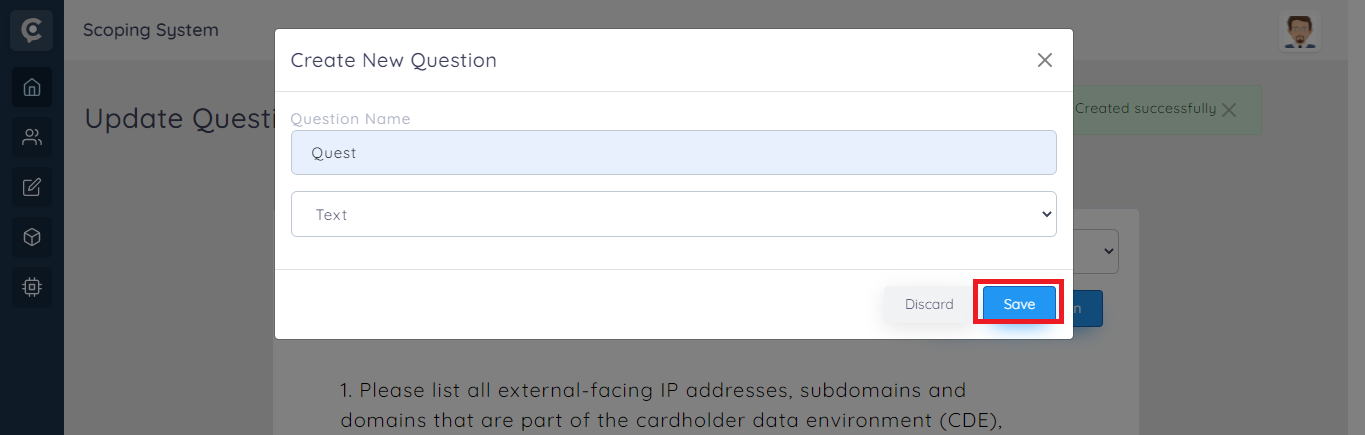 Scoping System
Create New Question
Update Questi
Created successfully
Question Name
Quest
Text
Discard
Save
n
1. Please list all external-facing IP addresses, subdomains and
domains that are part of the cardholder data environment (CDE),